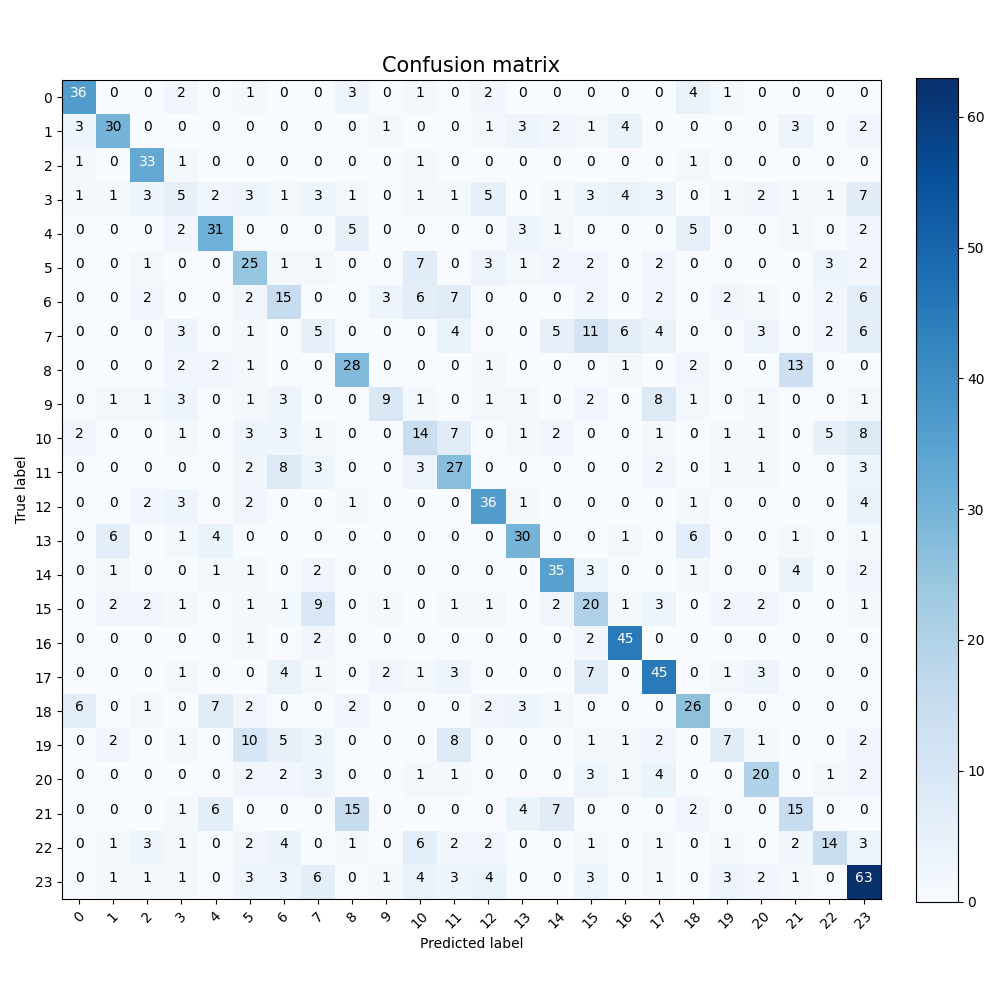 Confusion matrix
0 36 0 0 2 0 1 0 0 3 0 1 0 2 0 0 0 0 0 4 1 0 0 0 0
1 3 30 0 0 0 0 0 0 0 1 0 0 1 3 2 1 4 0 0 0 0 3 0 2
2 1 0 33 1 0 0 0 0 0 0 1 0 0 0 0 0 0 0 1 0 0 0 0 0
3 1 1 3 5 2 3 1 3 1 0 1 1 5 0 1 3 4 3 0 1 2 1 1 7
4 0 0 0 2 31 0 0 0 5 0 0 0 0 3 1 0 0 0 5 0 0 1 0 2
5 0 0 1 0 0 25 1 1 0 0 7 0 3 1 2 2 0 2 0 0 0 0 3 2
6 0 0 2 0 0 2 15 0 0 3 6 7 0 0 0 2 0 2 0 2 1 0 2 6
7 0 0 0 3 0 1 0 5 0 0 0 4 0 0 5 11 6 4 0 0 3 0 2 6
8 0 0 0 2 2 1 0 0 28 0 0 0 1 0 0 0 1 0 2 0 0 13 0 0
9 0 1 1 3 0 1 3 0 0 9 1 0 1 1 0 2 0 8 1 0 1 0 0 1
10 2 0 0 1 0 3 3 1 0 0 14 7 0 1 2 0 0 1 0 1 1 0 5 8
11 0 0 0 0 0 2 8 3 0 0 3 27 0 0 0 0 0 2 0 1 1 0 0 3
12 0 0 2 3 0 2 0 0 1 0 0 0 36 1 0 0 0 0 1 0 0 0 0 4
13 0 6 0 1 4 0 0 0 0 0 0 0 0 30 0 0 1 0 6 0 0 1 0 1
14 0 1 0 0 1 1 0 2 0 0 0 0 0 0 35 3 0 0 1 0 0 4 0 2
15 0 2 2 1 0 1 1 9 0 1 0 1 1 0 2 20 1 3 0 2 2 0 0 1
16 0 0 0 0 0 1 0 2 0 0 0 0 0 0 0 2 45 0 0 0 0 0 0 0
17 0 0 0 1 0 0 4 1 0 2 1 3 0 0 0 7 0 45 0 1 3 0 0 0
18 6 0 1 0 7 2 0 0 2 0 0 0 2 3 1 0 0 0 26 0 0 0 0 0
19 0 2 0 1 0 10 5 3 0 0 0 8 0 0 0 1 1 2 0 7 1 0 0 2
20 0 0 0 0 0 2 2 3 0 0 1 1 0 0 0 3 1 4 0 0 20 0 1 2
21 0 0 0 1 6 0 0 0 15 0 0 0 0 4 7 0 0 0 2 0 0 15 0 0
22 0 1 3 1 0 2 4 0 1 0 6 2 2 0 0 1 0 1 0 1 0 2 14 3
23 0 1 1 1 0 3 3 6 0 1 4 3 4 0 0 3 0 1 0 3 2 1 0 63
0 1 2 3 4 5 6 7 8 9 10 11 12 13 14 15 16 17 18 19 20 21 22 23
Predicted label
True label
60
50
40
30
20
10
0